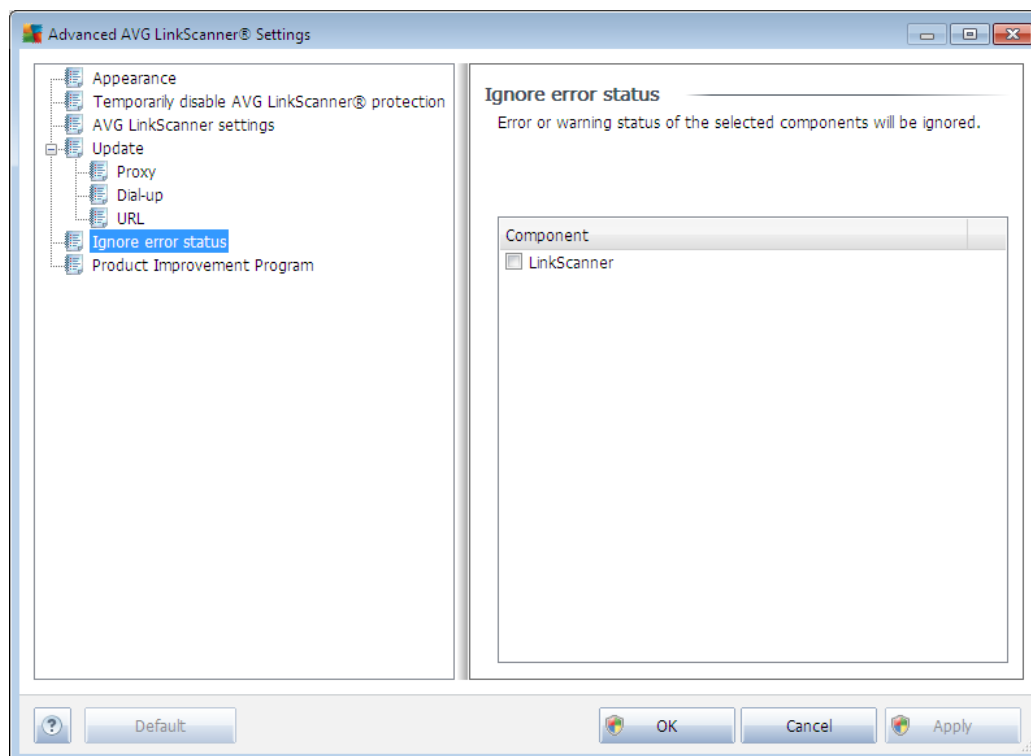 Advanced AVG LinkScanner® Settings
Appearance
Temporarily disable AVG LinkScanner® protection
AVG LinkScanner settings
Update
Proxy
Dial-up
URL
Ignore error status
Product Improvement Program
Ignore error status
Error or warning status of the selected components will be ignored.
Component
LinkScanner
?
Default
OK
Cancel
Apply